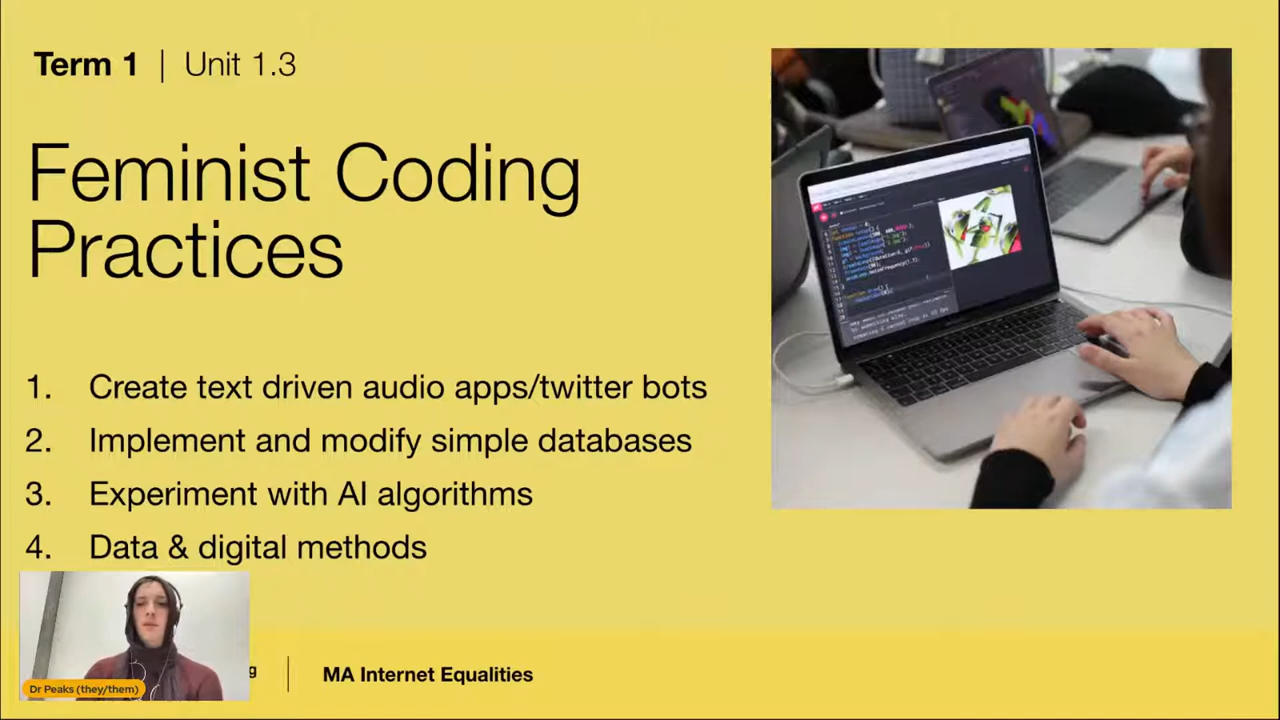 Term 1 | Unit 1.3
Feminist Coding
Practices
1. Create text driven audio apps/twitter bots
2. Implement and modify simple databases
3. Experiment with AI algorithms
4. Data & digital methods
Dr Peaks (they/them)
g | MA Internet Equalities